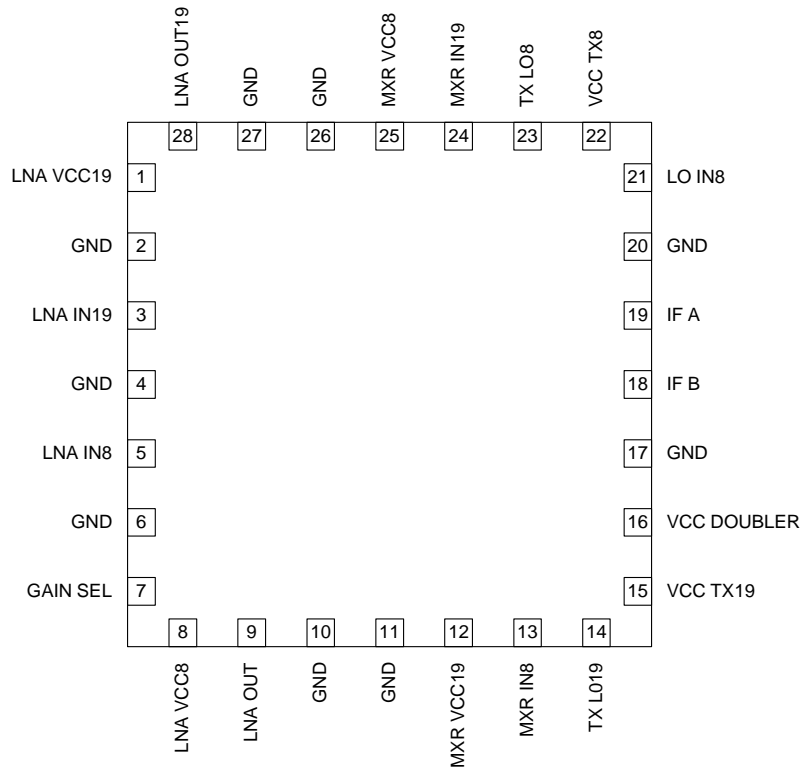 LNA OUT19
GND
GND
MXR VCC8
MXR IN19
TX LO8
VCC TX8
28 27 26 25 24 23 22
LNA VCC19 1 21 LO IN8
GND 2 20 GND
LNA IN19 3 19 IF A
GND 4 18 IF B
LNA IN8 5 17 GND
GND 6 16 VCC DOUBLER
GAIN SEL 7 15 VCC TX19
8 9 10 11 12 13 14
LNA VCC8
LNA OUT
GND
GND
MXR VCC19
MXR IN8
TX L019